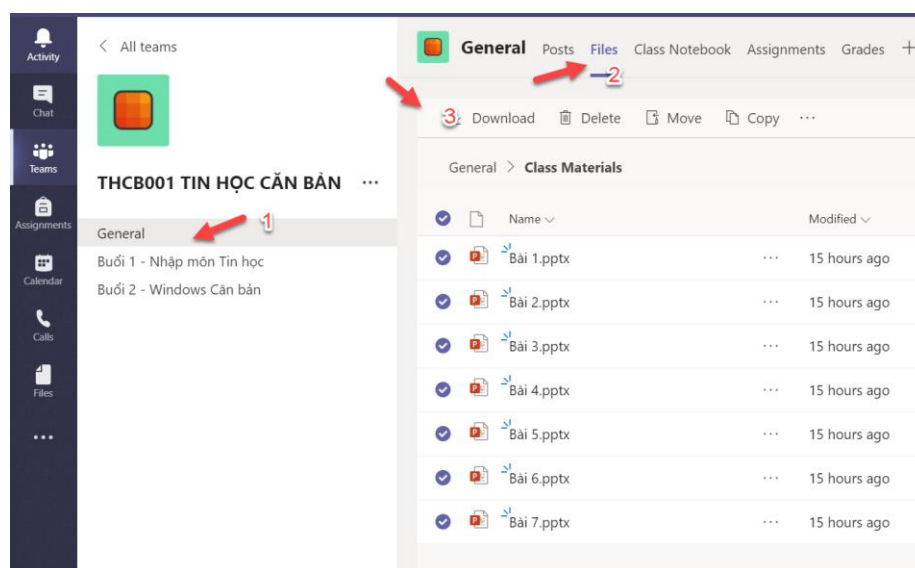 Activity
Chat
Teams
Assignments
Calendar
Calls
Files
All teams
THCB001 TIN HỌC CĂN BẢN
1
General
Buổi 1 - Nhập môn Tin học
Buổi 2 - Windows Căn bản
General Posts Files Class Notebook Assignments Grades
2
3 Download Delete Move Copy
General > Class Materials
Name Modified
Bài 1.pptx 15 hours ago
Bài 2.pptx 15 hours ago
Bài 3.pptx 15 hours ago
Bài 4.pptx 15 hours ago
Bài 5.pptx 15 hours ago
Bài 6.pptx 15 hours ago
Bài 7.pptx 15 hours ago